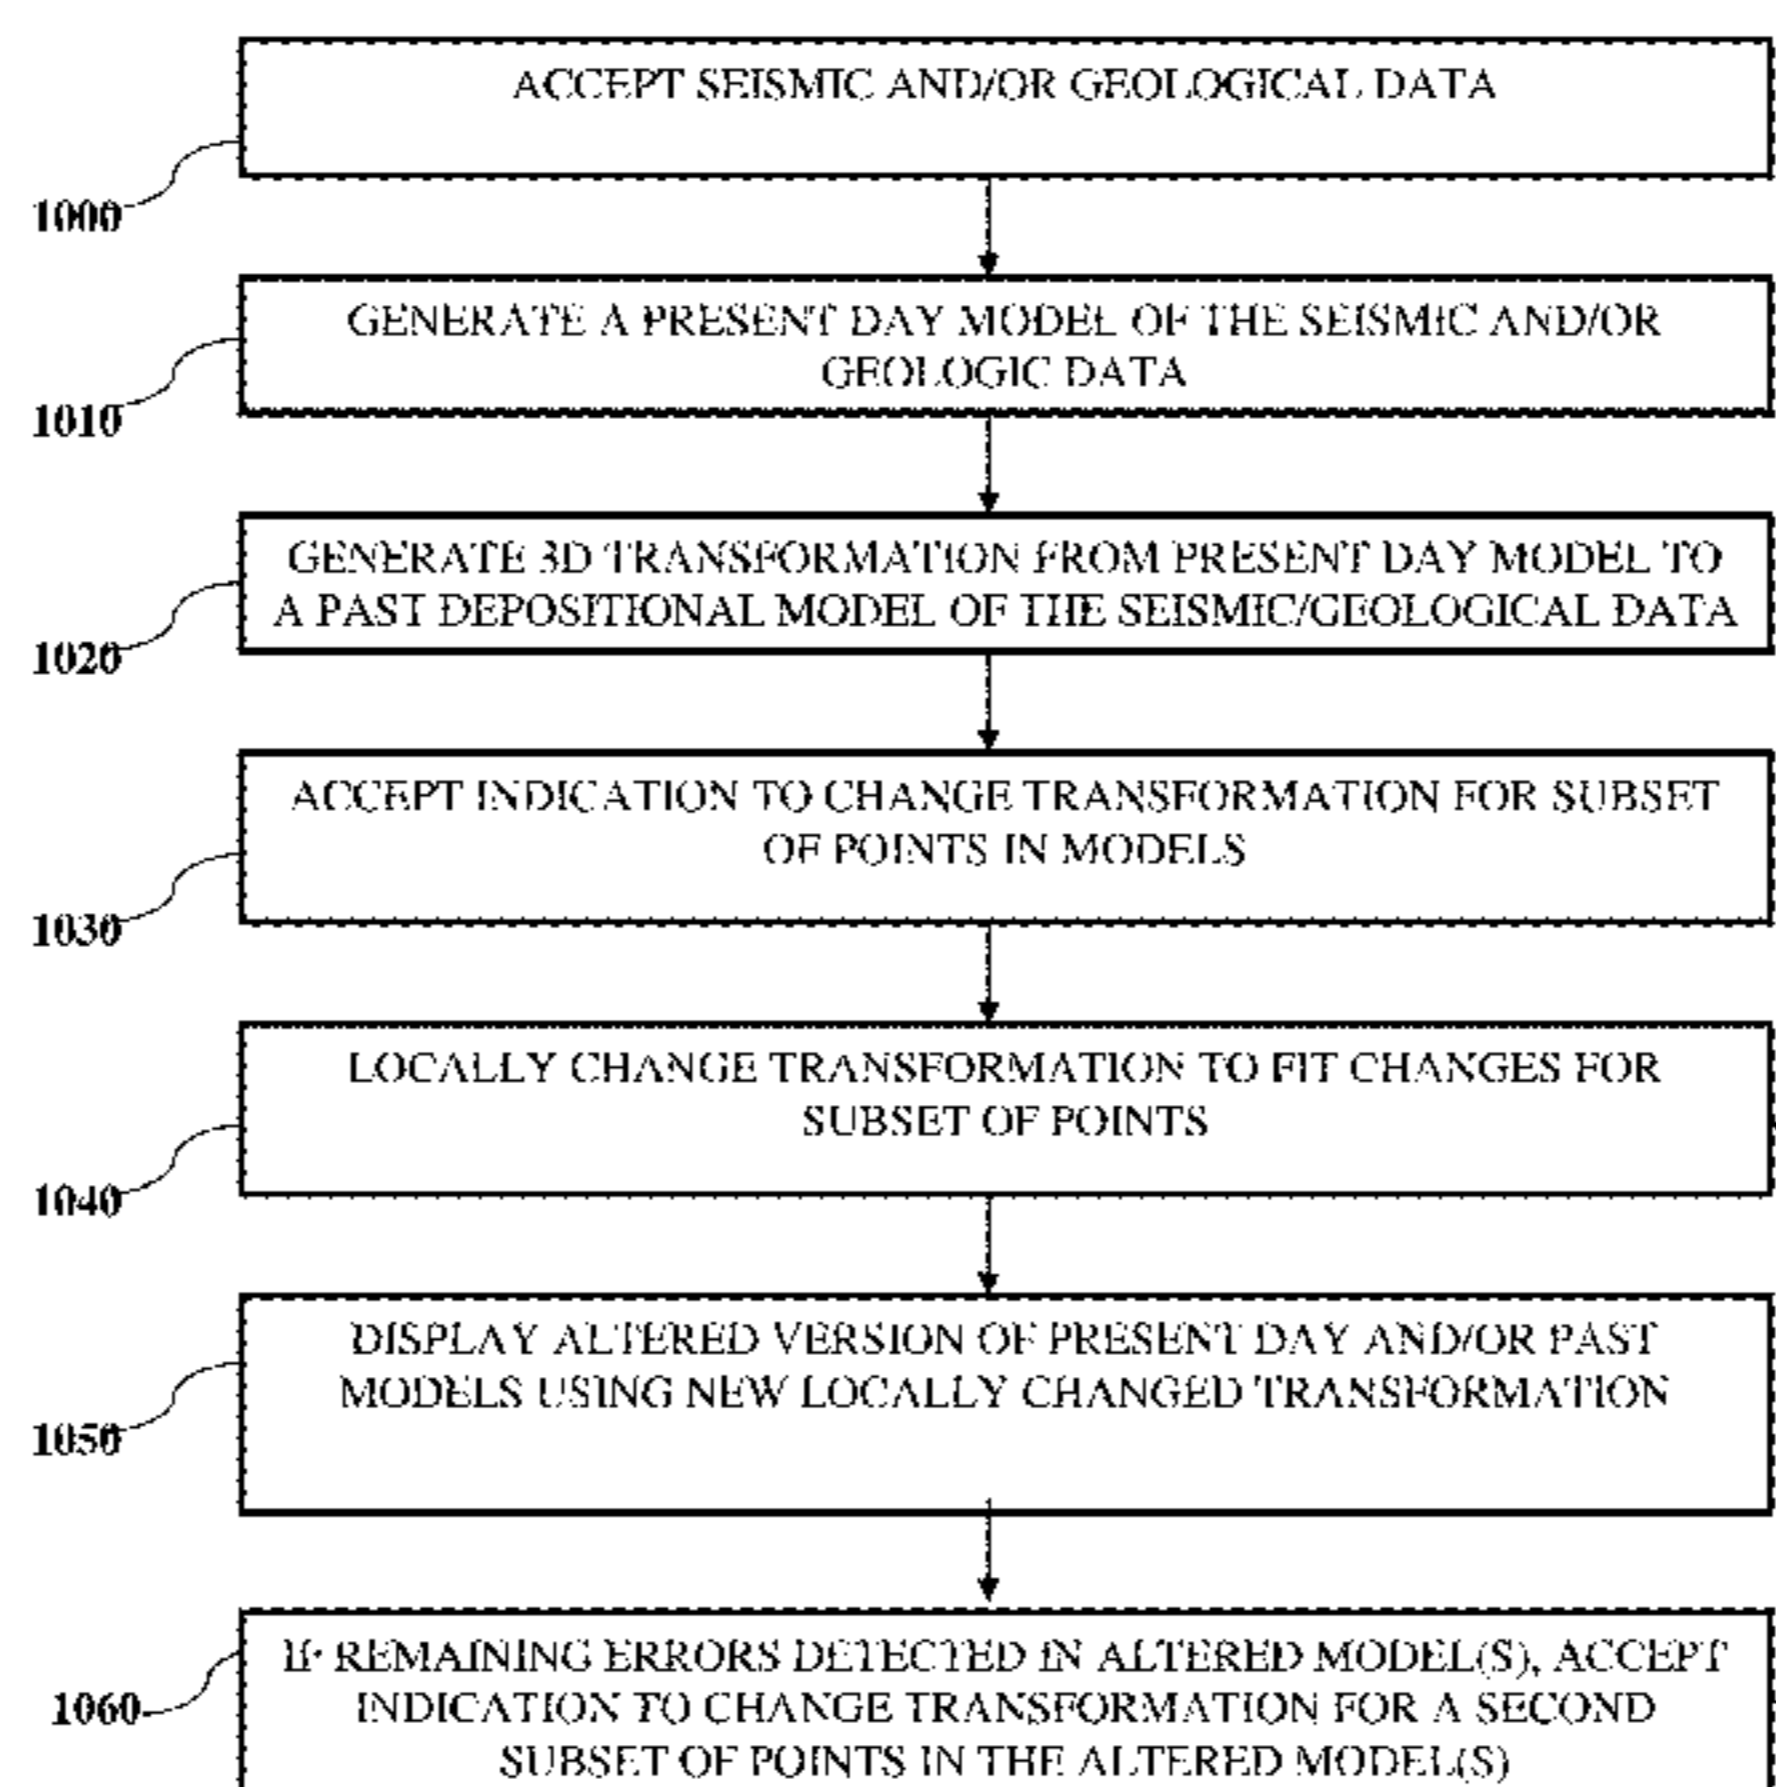 ACCEPT SEISMIC AND/OR GEOLOGICAL DATA
1000
GENERATE A PRESENT DAY MODEL OF THE SEISMIC AND/OR
GEOLOGIC DATA
1010
GENERATE 3D TRANSFORMATION FROM PRESENT DAY MODEL TO
A PAST DEPOSITIONAL MODEL OF THE SEISMIC/GEOLOGICAL DATA
1020
ACCEPT INDICATION TO CHANGE TRANSFORMATION FOR SUBSET
OF POINTS IN MODELS
1030
LOCALLY CHANGE TRANSFORMATION TO FIT CHANGES FOR
SUBSET OF POINTS
1040
DISPLAY ALTERED VERSION OF PRESENT DAY AND/OR PAST
MODELS USING NEW LOCALLY CHANGED TRANSFORMATION
1050
IF REMAINING ERRORS DETECTED IN ALTERED MODEL(S), ACCEPT
INDICATION TO CHANGE TRANSFORMATION FOR A SECOND
SUBSET OF POINTS IN THE ALTERED MODEL(S)
1060